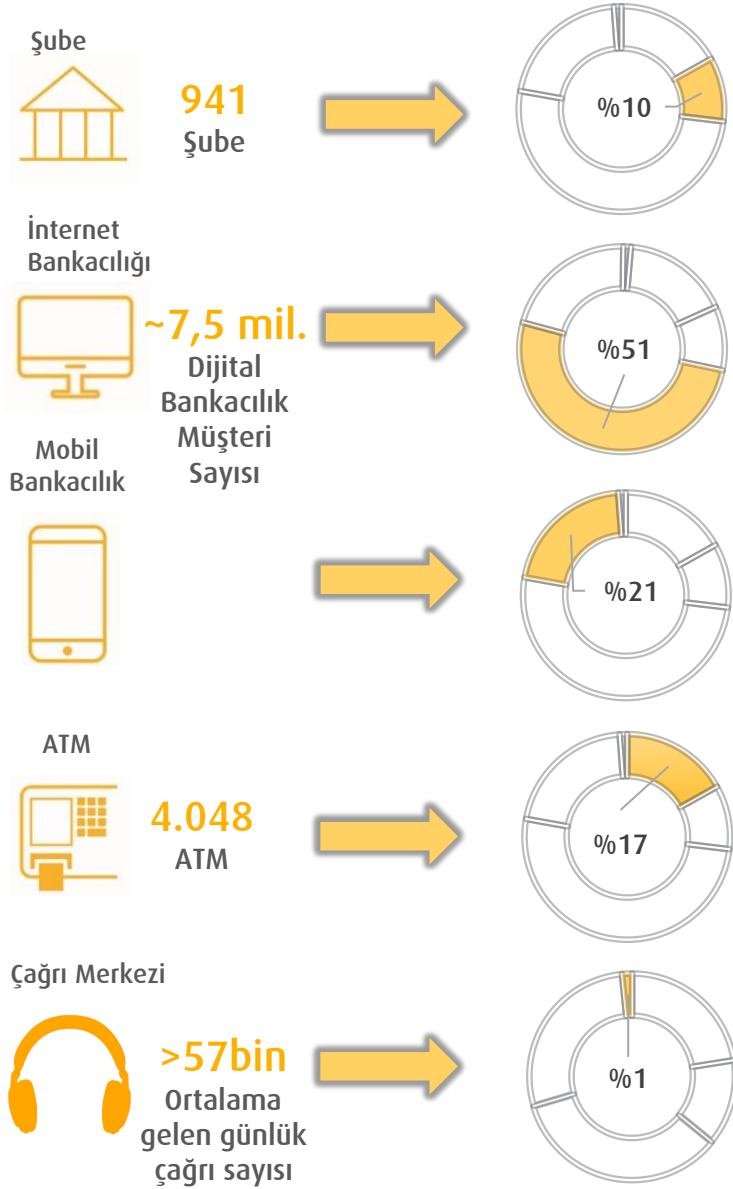 Şube
941
Şube
%10
İnternet
Bankacılığı
~7,5 mil.
Dijital
Bankacılık
Müşteri
Sayısı
%51
Mobil
Bankacılık
%21
ATM
4.048
ATM
%17
Çağrı Merkezi
>57bin
Ortalama
gelen günlük
çağrı sayısı
%1